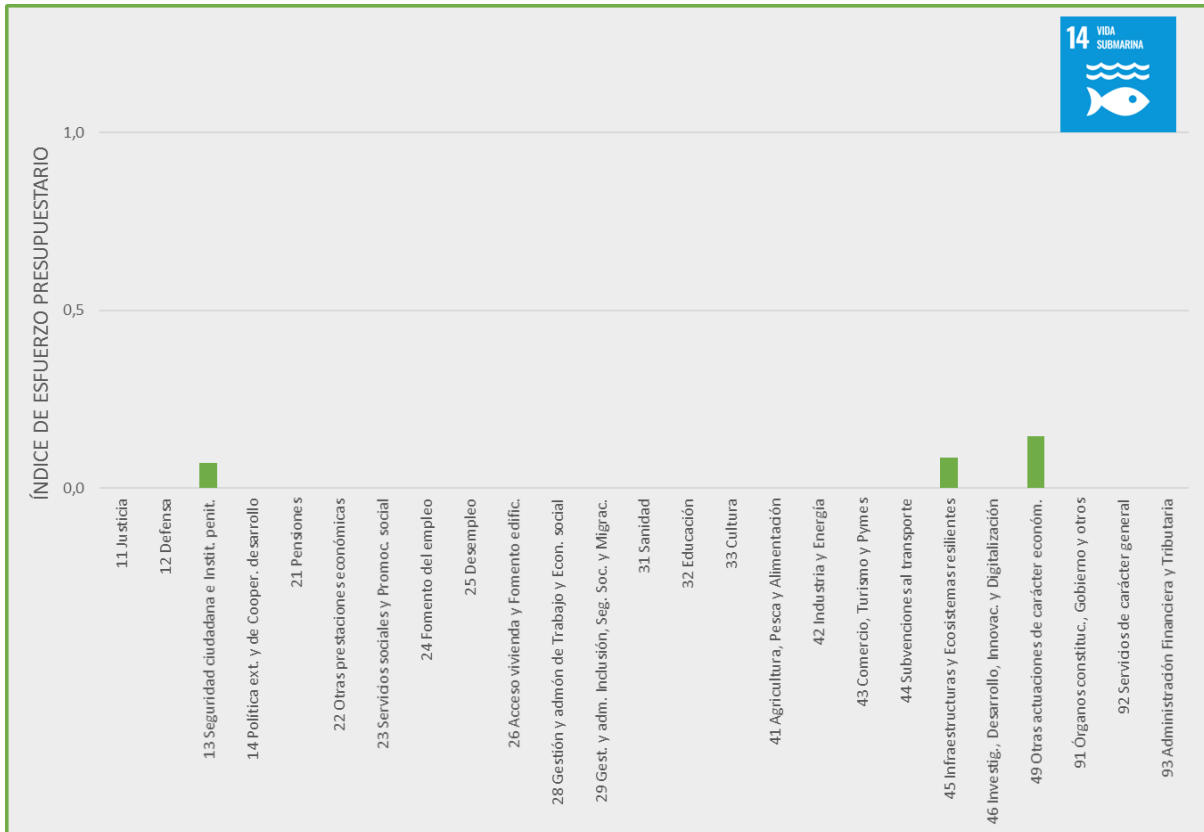 14 VIDA
SUBMARINA
ÍNDICE DE ESFUERZO PRESUPUESTARIO
1,0
0,5
0,0
11 Justicia
12 Defensa
13 Seguridad ciudadana e Instit. penit.
14 Política ext. y de Cooper. desarrollo
21 Pensiones
22 Otras prestaciones económicas
23 Servicios sociales y Promoc. social
24 Fomento del empleo
25 Desempleo
26 Acceso vivienda y Fomento edific.
28 Gestión y admón de Trabajo y Econ. social
29 Gest. y adm. Inclusión, Seg. Soc. y Migrac.
31 Sanidad
32 Educación
33 Cultura
41 Agricultura, Pesca y Alimentación
42 Industria y Energía
43 Comercio, Turismo y Pymes
44 Subvenciones al transporte
45 Infraestructuras y Ecosistemas resilientes
46 Investig., Desarrollo, Innovac. y Digitalización
49 Otras actuaciones de carácter económ.
91 Órganos constituc., Gobierno y otros
92 Servicios de carácter general
93 Administración Financiera y Tributaria